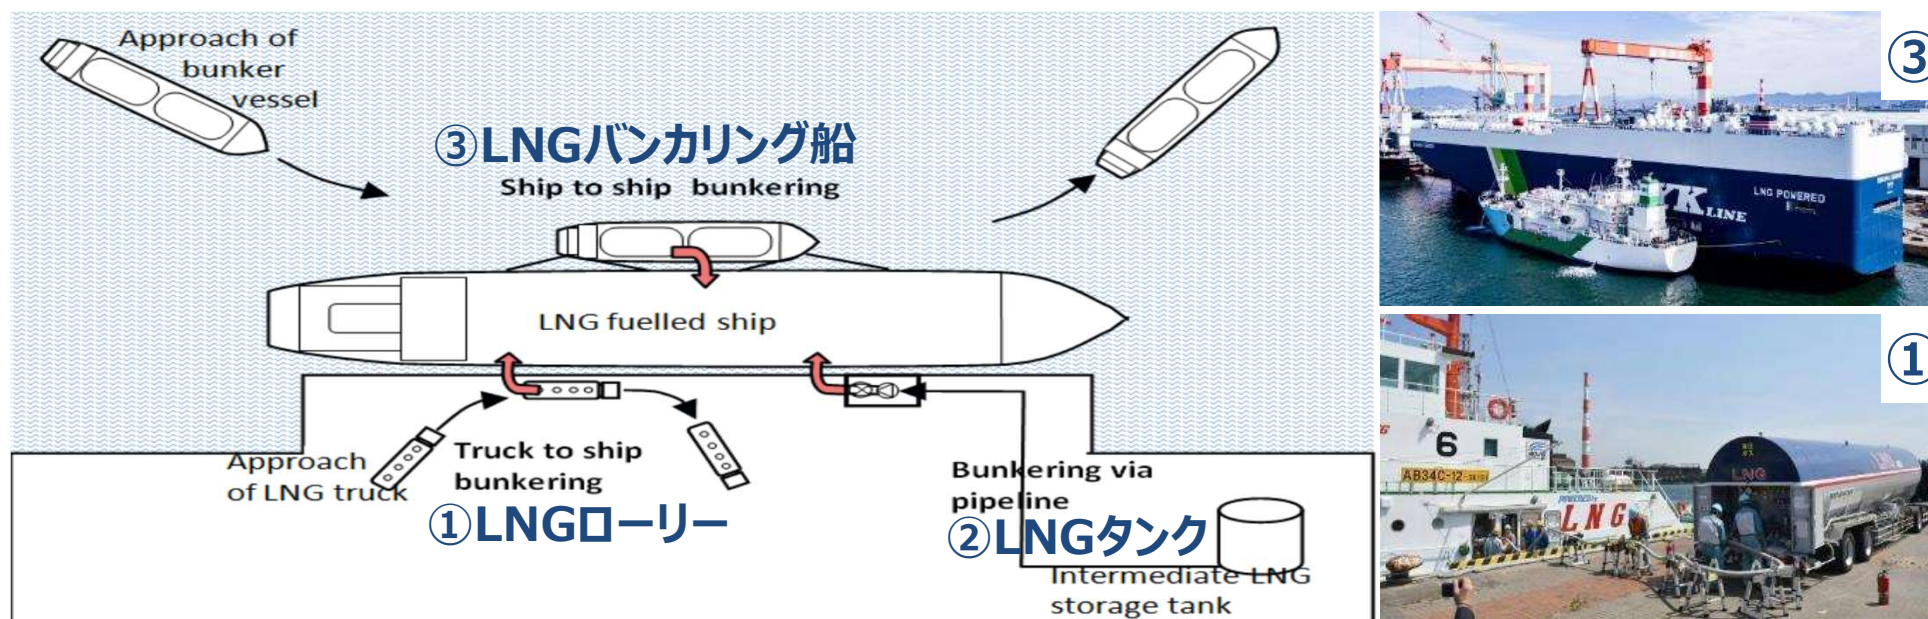 Approach of
bunker
vessel
③LNGバンカリング船
Ship to ship bunkering
LNG fuelled ship
Approach
of LNG truck
Truck to ship
bunkering
①LNGローリー
Bunkering via
pipeline
②LNGタンク
Intermediate LNG
storage tank
③
YK LINE
LNG POWERED
①
6
AB34C-12
LNG
LNG